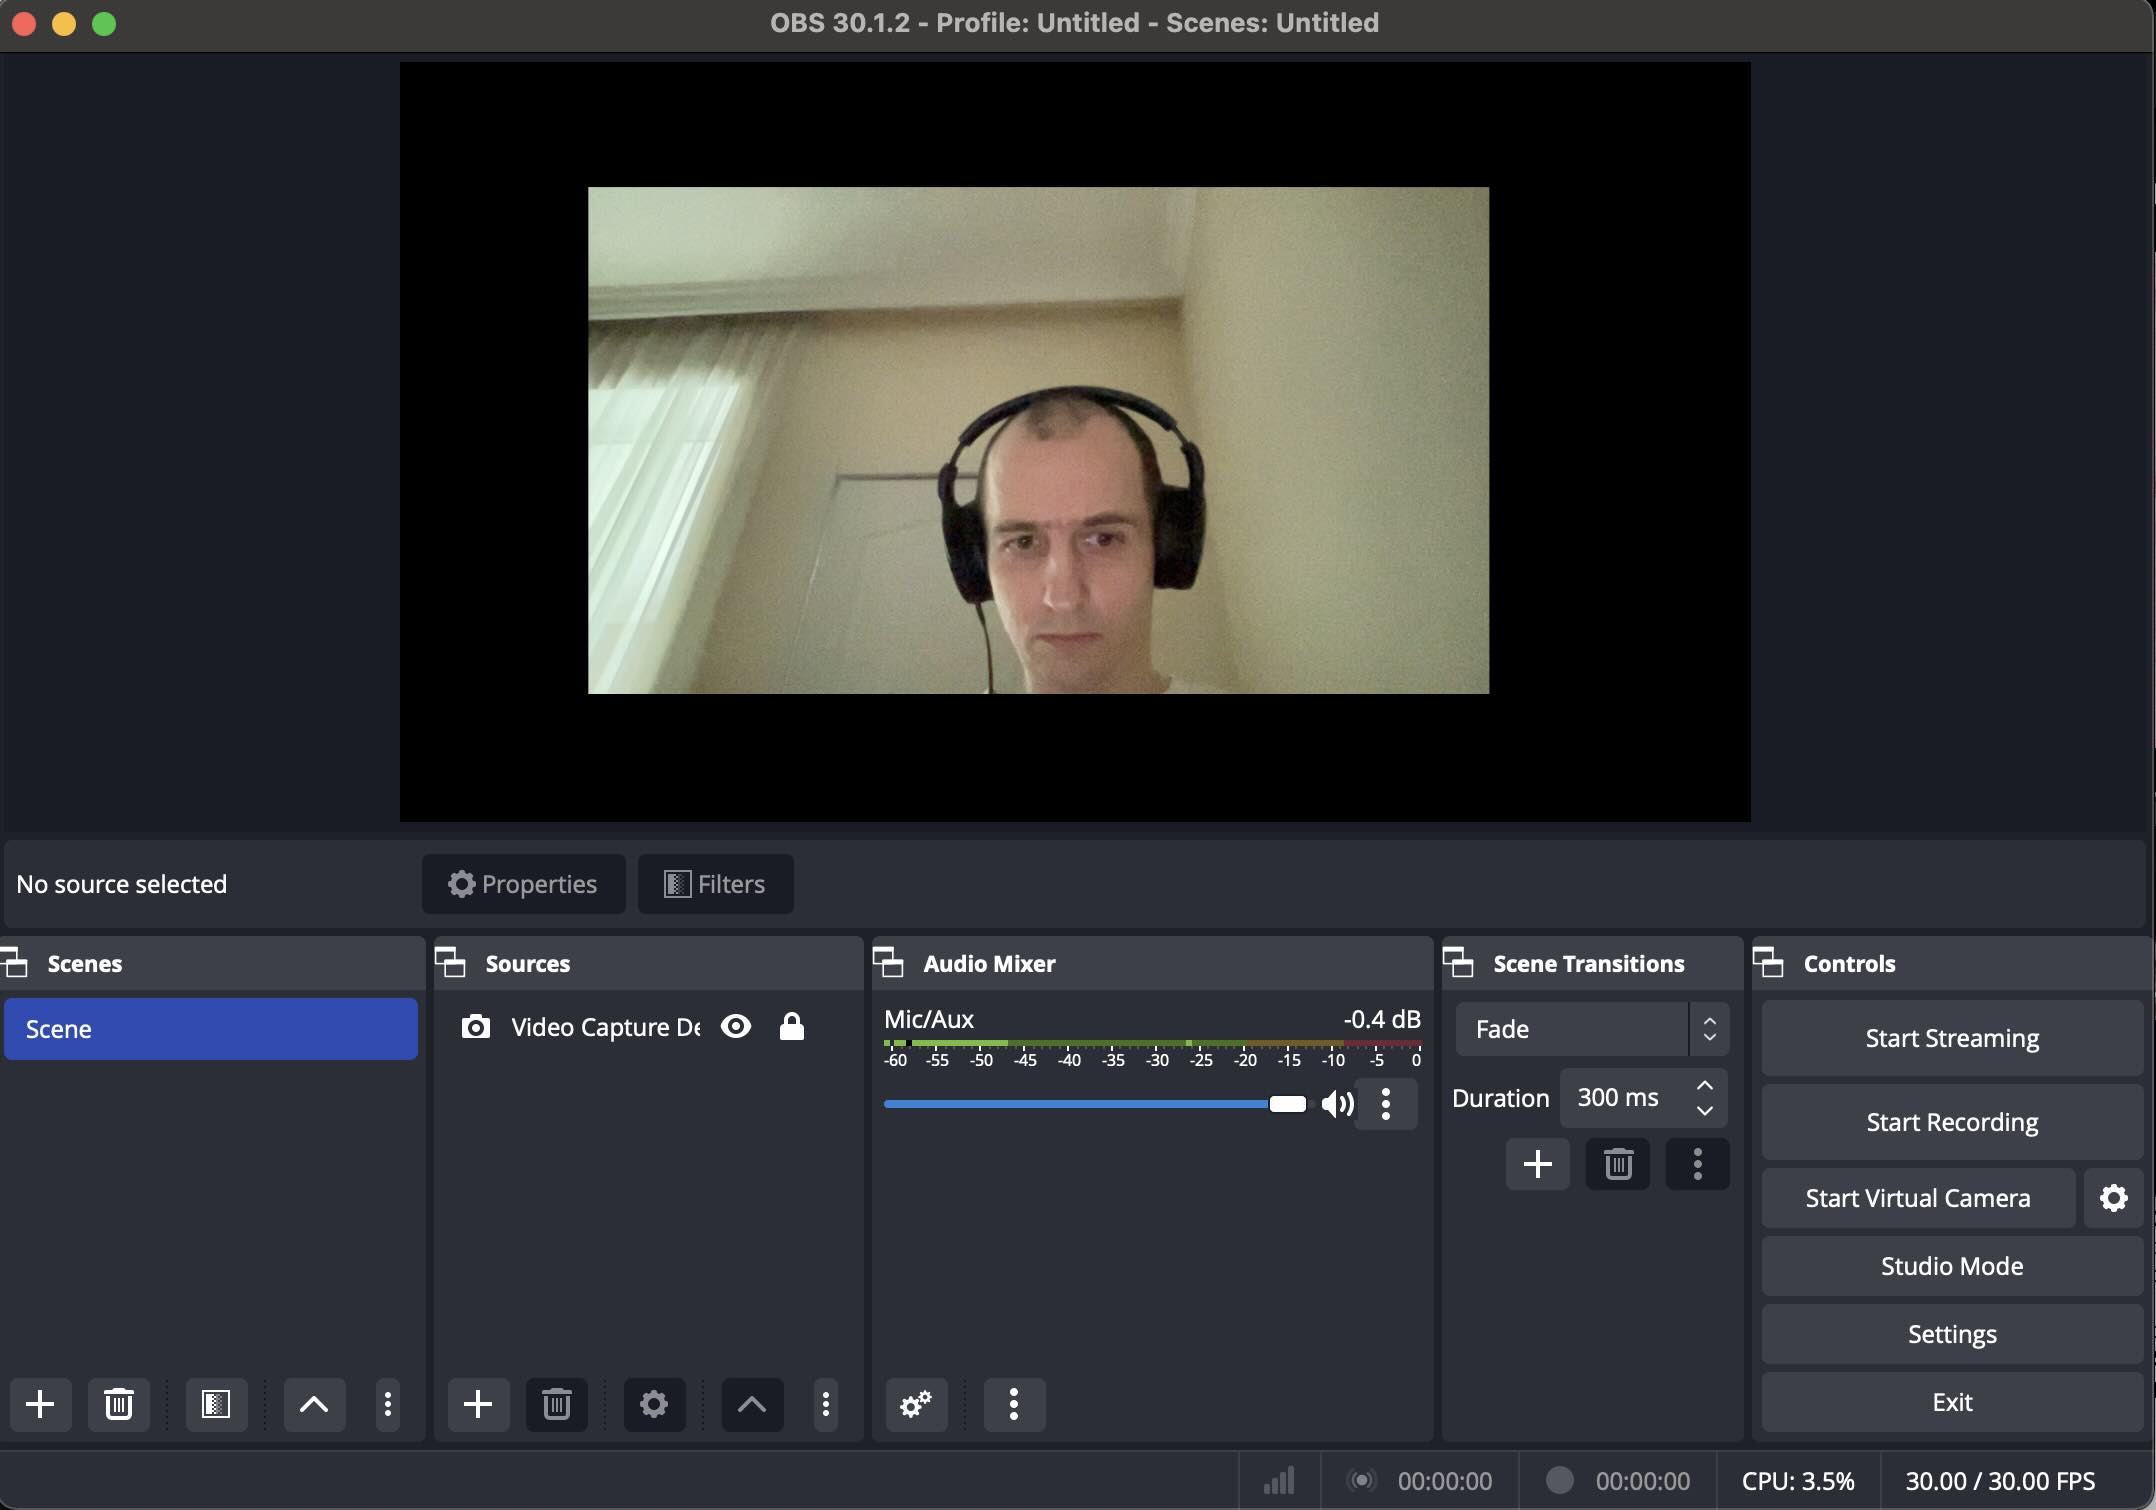 OBS 30.1.2 - Profile: Untitled - Scenes: Untitled
No source selected
Properties
Filters
Scenes
Scene
Sources
Video Capture De
Audio Mixer
Mic/Aux -0.4 dB
-60 -55 -50 -45 -40 -35 -30 -25 -20 -15 -10 -5 0
Scene Transitions
Fade
Duration 300 ms
Controls
Start Streaming
Start Recording
Start Virtual Camera
Studio Mode
Settings
Exit
00:00:00 00:00:00 CPU: 3.5% 30.00 / 30.00 FPS